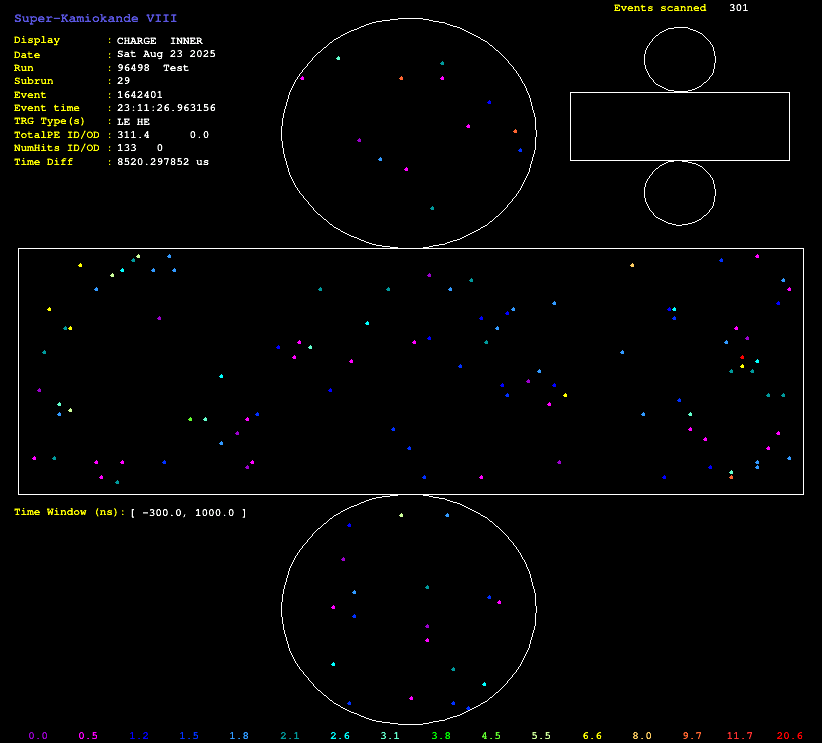 Super-Kamiokande VIII
Events scanned 301
Display : CHARGE INNER
Date : Sat Aug 23 2025
Run : 96498 Test
Subrun : 29
Event : 1642401
Event time : 23:11:26.963156
TRG Type(s) : LE HE
TotalPE ID/OD : 311.4 0.0
NumHits ID/OD : 133 0
Time Diff : 8520.297852 us
Time Window (ns): [ -300.0, 1000.0 ]
0.0 0.5 1.2 1.5 1.8 2.1 2.6 3.1 3.8 4.5 5.5 6.6 8.0 9.7 11.7 20.6